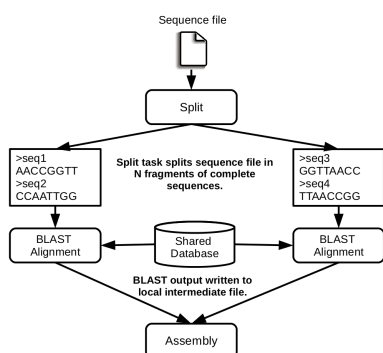 Sequence file
Split
>seq1
AACCGGTT
>seq2
CCAATTGG
Split task splits sequence file in
N fragments of complete
sequences.
>seq3
GGTTAACC
>seq4
TTAACCGG
BLAST
Alignment
Shared
Database
BLAST
Alignment
BLAST output written to
local intermediate file.
Assembly